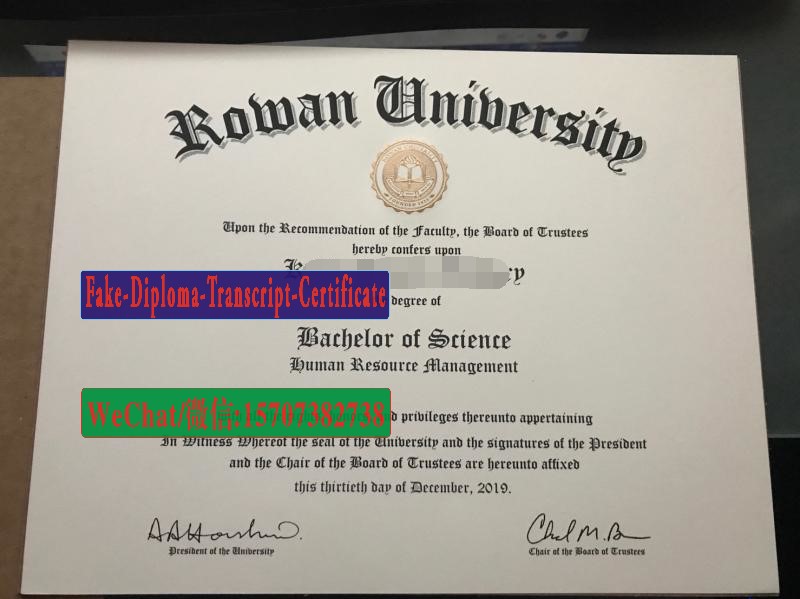 Rowan University
Upon the Recommendation of the Faculty, the Board of Trustees
hereby confers upon
Fake-Diploma-Transcript-Certificate
degree of
Bachelor of Science
Human Resource Management
WeChat/微信:15707382738
privileges thereunto appertaining
In Witness Whereof the seal of the University and the signatures of the President
and the Chair of the Board of Trustees are hereunto affixed
this thirtieth day of December, 2019.
President of the University
Chair of the Board of Trustees